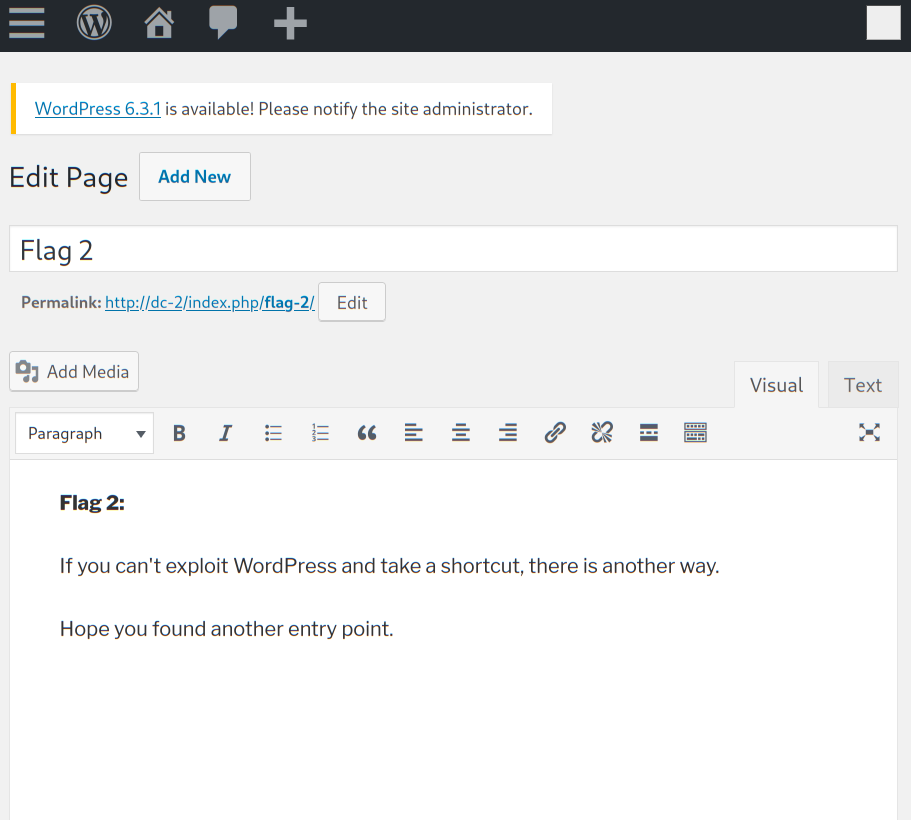 WordPress 6.3.1 is available! Please notify the site administrator.
Edit Page Add New
Flag 2
Permalink: http://dc-2/index.php/flag-2/ Edit
Add Media
Visual Text
Paragraph
Flag 2:
If you can't exploit WordPress and take a shortcut, there is another way.
Hope you found another entry point.